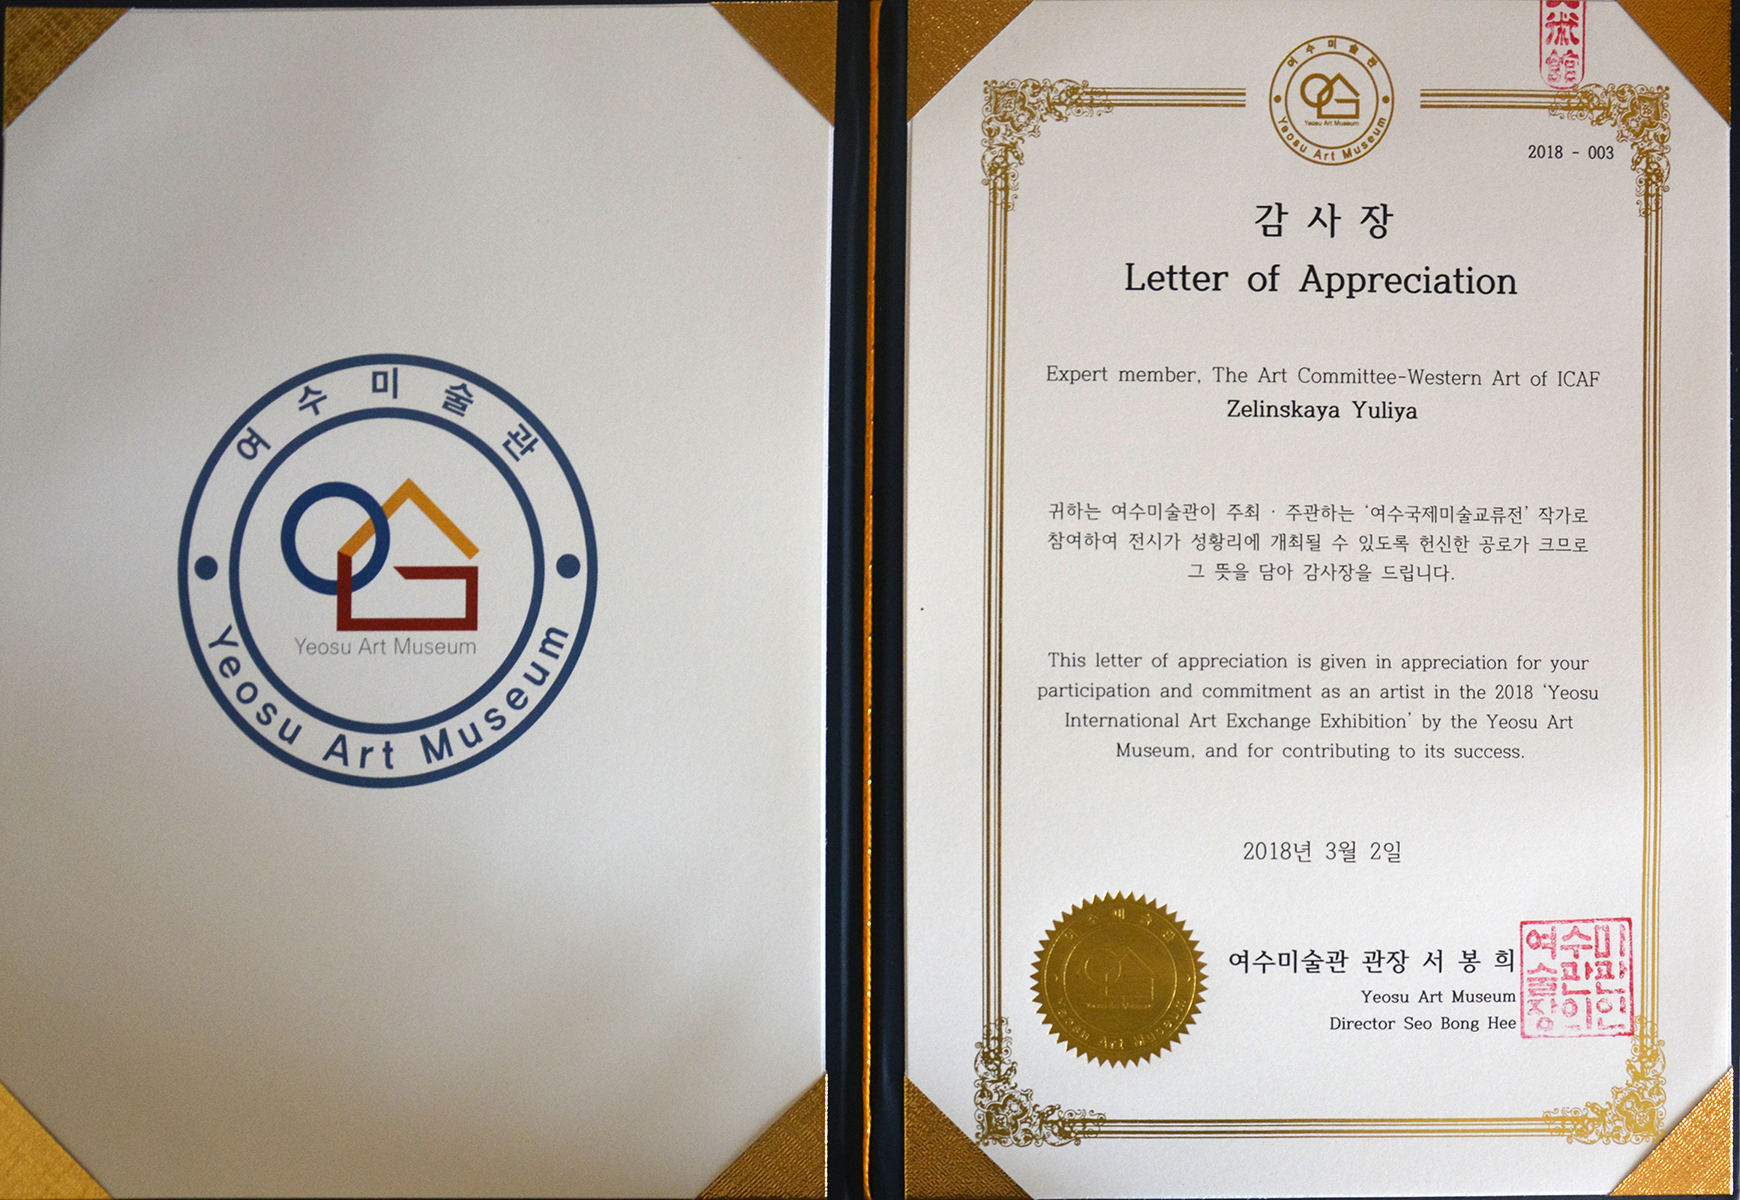 여수미술관
Yeosu Art Museum
Yeosu Art Museum
術館
여수미술관
Yeosu Art Museum
Yeosu Art Museum
2018 - 003
감 사 장
Letter of Appreciation
Expert member, The Art Committee-Western Art of ICAF
Zelinskaya Yuliya
귀하는 여수미술관이 주최 · 주관하는 ‘여수국제미술교류전’ 작가로
참여하여 전시가 성황리에 개최될 수 있도록 헌신한 공로가 크므로
그 뜻을 담아 감사장을 드립니다.
This letter of appreciation is given in appreciation for your
participation and commitment as an artist in the 2018 ‘Yeosu
International Art Exchange Exhibition’ by the Yeosu Art
Museum, and for contributing to its success.
2018년 3월 2일
여수미술관 관장 서 봉 희
Yeosu Art Museum
Director Seo Bong Hee
여수미
술관관
장의인
Yeosu Art Museum